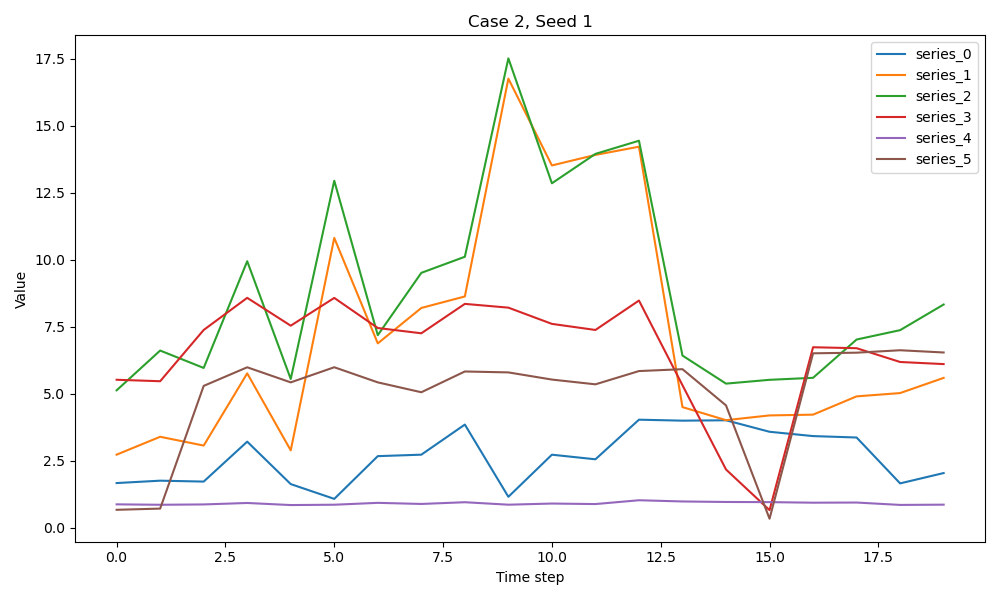 Case 2, Seed 1
series_0
series_1
series_2
series_3
series_4
series_5
Value
17.5
15.0
12.5
10.0
7.5
5.0
2.5
0.0
0.0
2.5
5.0
7.5
10.0
12.5
15.0
17.5
Time step